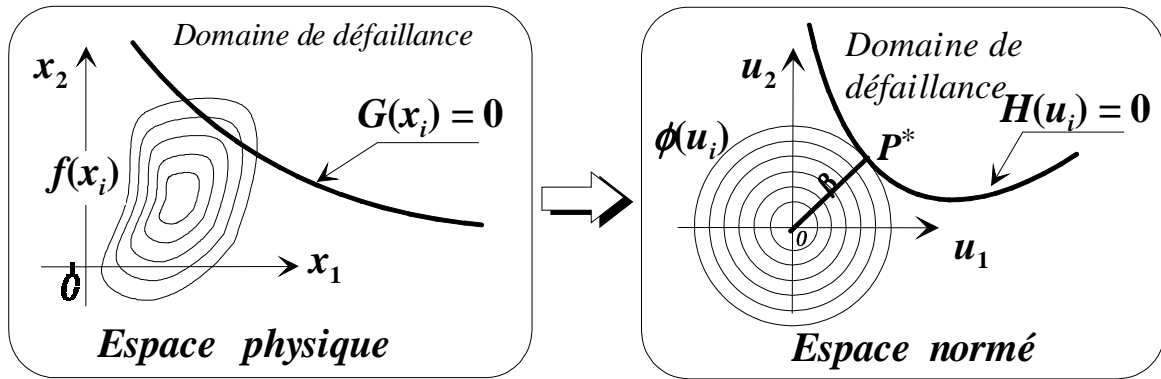 Domaine de défaillance
x₂
G(xᵢ) = 0
f(xᵢ)
0
x₁
Espace physique
Domaine de
défaillance
u₂
H(uᵢ) = 0
ϕ(uᵢ)
P*
β
0
u₁
Espace normé